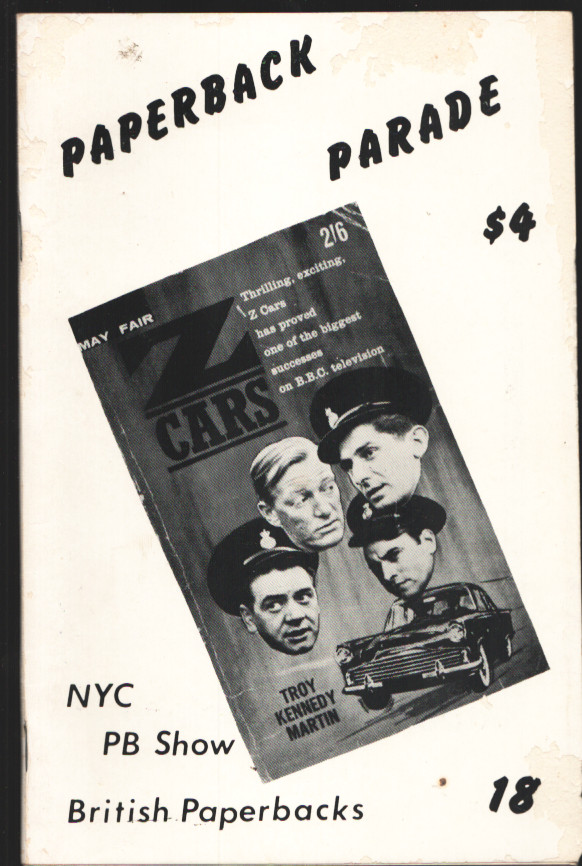 PAPERBACK
PARADE
$4
2/6
MAY FAIR
Thrilling, exciting,
Z Cars
has proved
one of the biggest
successes
on B.B.C. television
Z
CARS
TROY
KENNEDY
MARTIN
NYC
PB Show
British Paperbacks
18